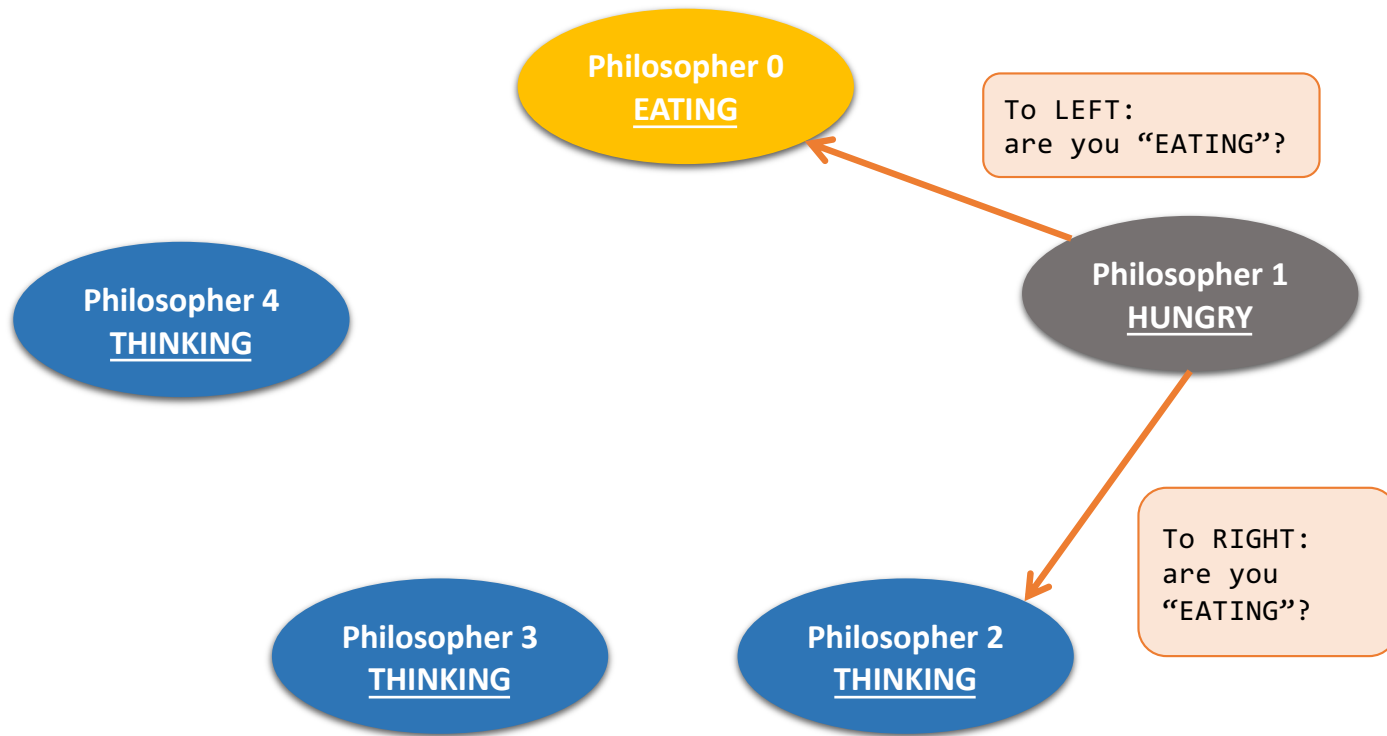 Philosopher 0
EATING
To LEFT:
are you “EATING”?
Philosopher 1
HUNGRY
Philosopher 4
THINKING
To RIGHT:
are you
“EATING”?
Philosopher 3
THINKING
Philosopher 2
THINKING